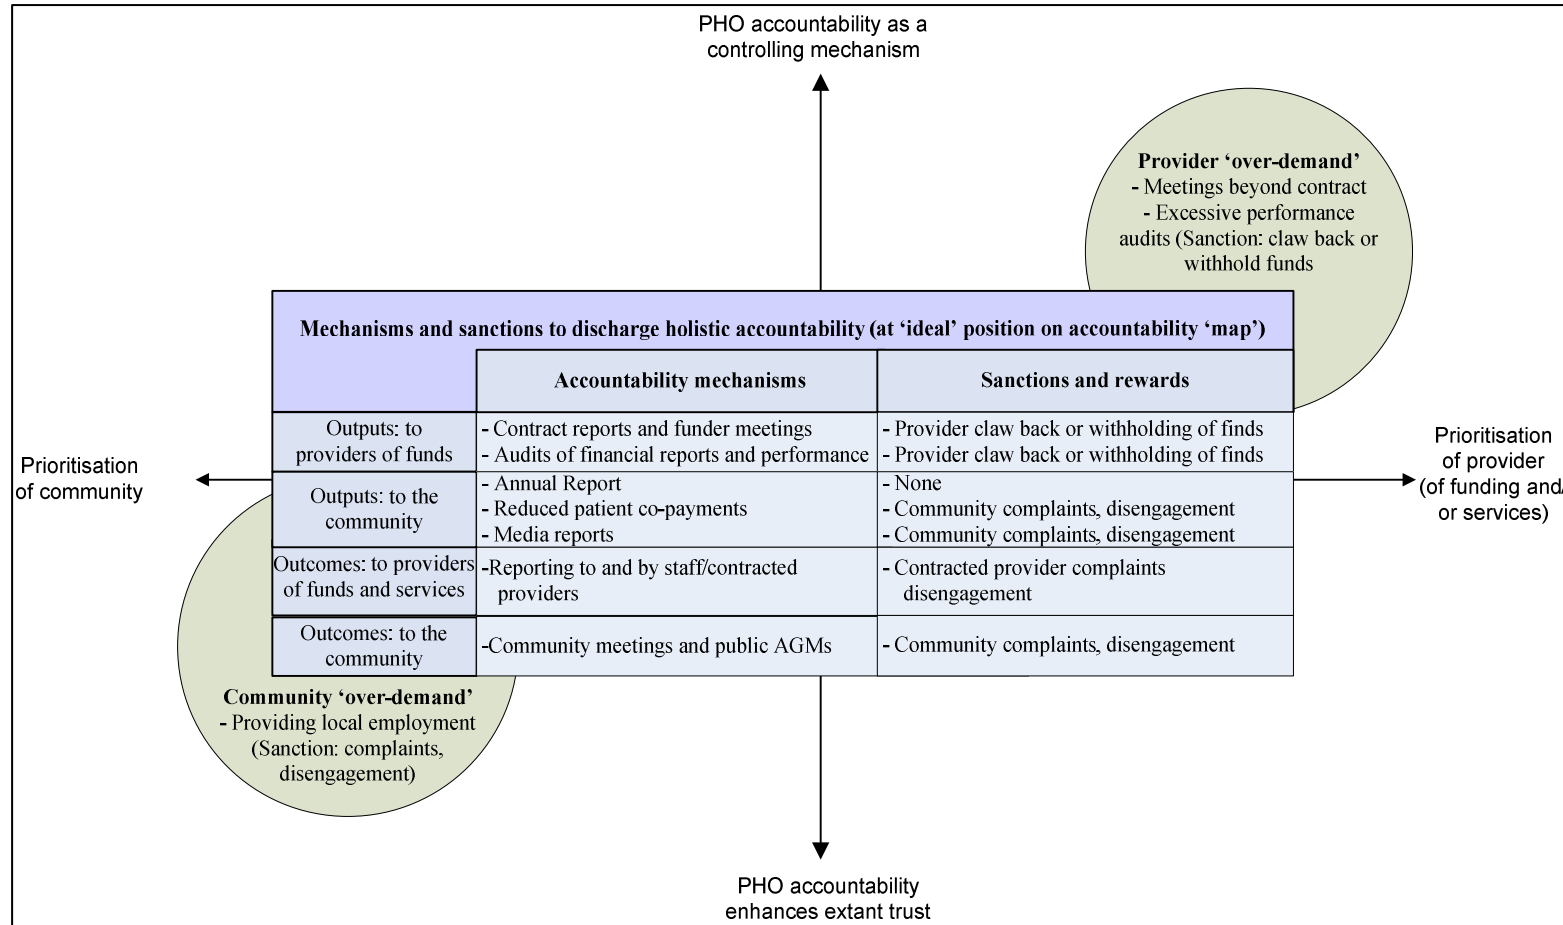 PHO accountability as a
controlling mechanism
Provider ‘over-demand’
- Meetings beyond contract
- Excessive performance
audits (Sanction: claw back or
withhold funds
Mechanisms and sanctions to discharge holistic accountability (at ‘ideal’ position on accountability ‘map’)
Accountability mechanisms
Sanctions and rewards
Outputs: to
providers of funds
- Contract reports and funder meetings
- Audits of financial reports and performance
- Provider claw back or withholding of finds
- Provider claw back or withholding of finds
Outputs: to the
community
- Annual Report
- Reduced patient co-payments
- Media reports
- None
- Community complaints, disengagement
- Community complaints, disengagement
Outcomes: to providers
of funds and services
-Reporting to and by staff/contracted
providers
- Contracted provider complaints
disengagement
Outcomes: to the
community
-Community meetings and public AGMs
- Community complaints, disengagement
Prioritisation
of community
Prioritisation
of provider
(of funding and/
or services)
Community ‘over-demand’
- Providing local employment
(Sanction: complaints,
disengagement)
PHO accountability
enhances extant trust